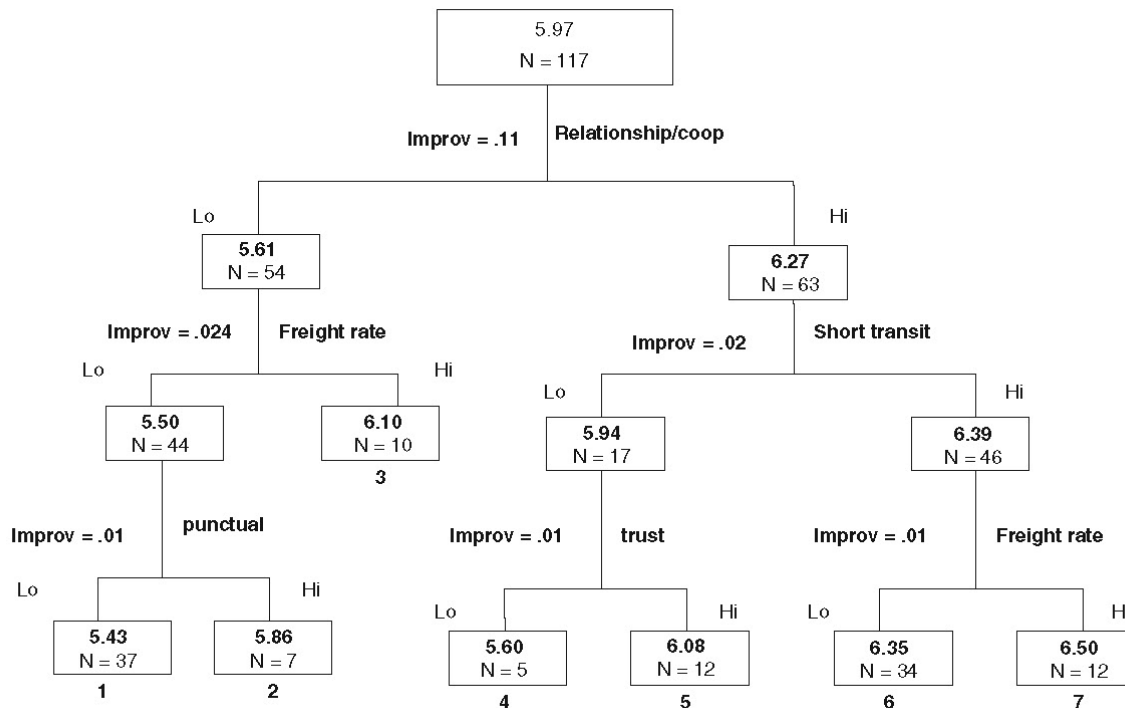 5.97
N = 117
Improv = .11 Relationship/coop
Lo Hi
5.61
N = 54
6.27
N = 63
Improv = .024 Freight rate
Improv = .02 Short transit
Lo Hi
Lo Hi
5.50
N = 44
6.10
N = 10
3
5.94
N = 17
6.39
N = 46
Improv = .01 punctual
Improv = .01 trust
Improv = .01 Freight rate
Lo Hi
Lo Hi
Lo H
5.43
N = 37
1
5.86
N = 7
2
5.60
N = 5
4
6.08
N = 12
5
6.35
N = 34
6
6.50
N = 12
7